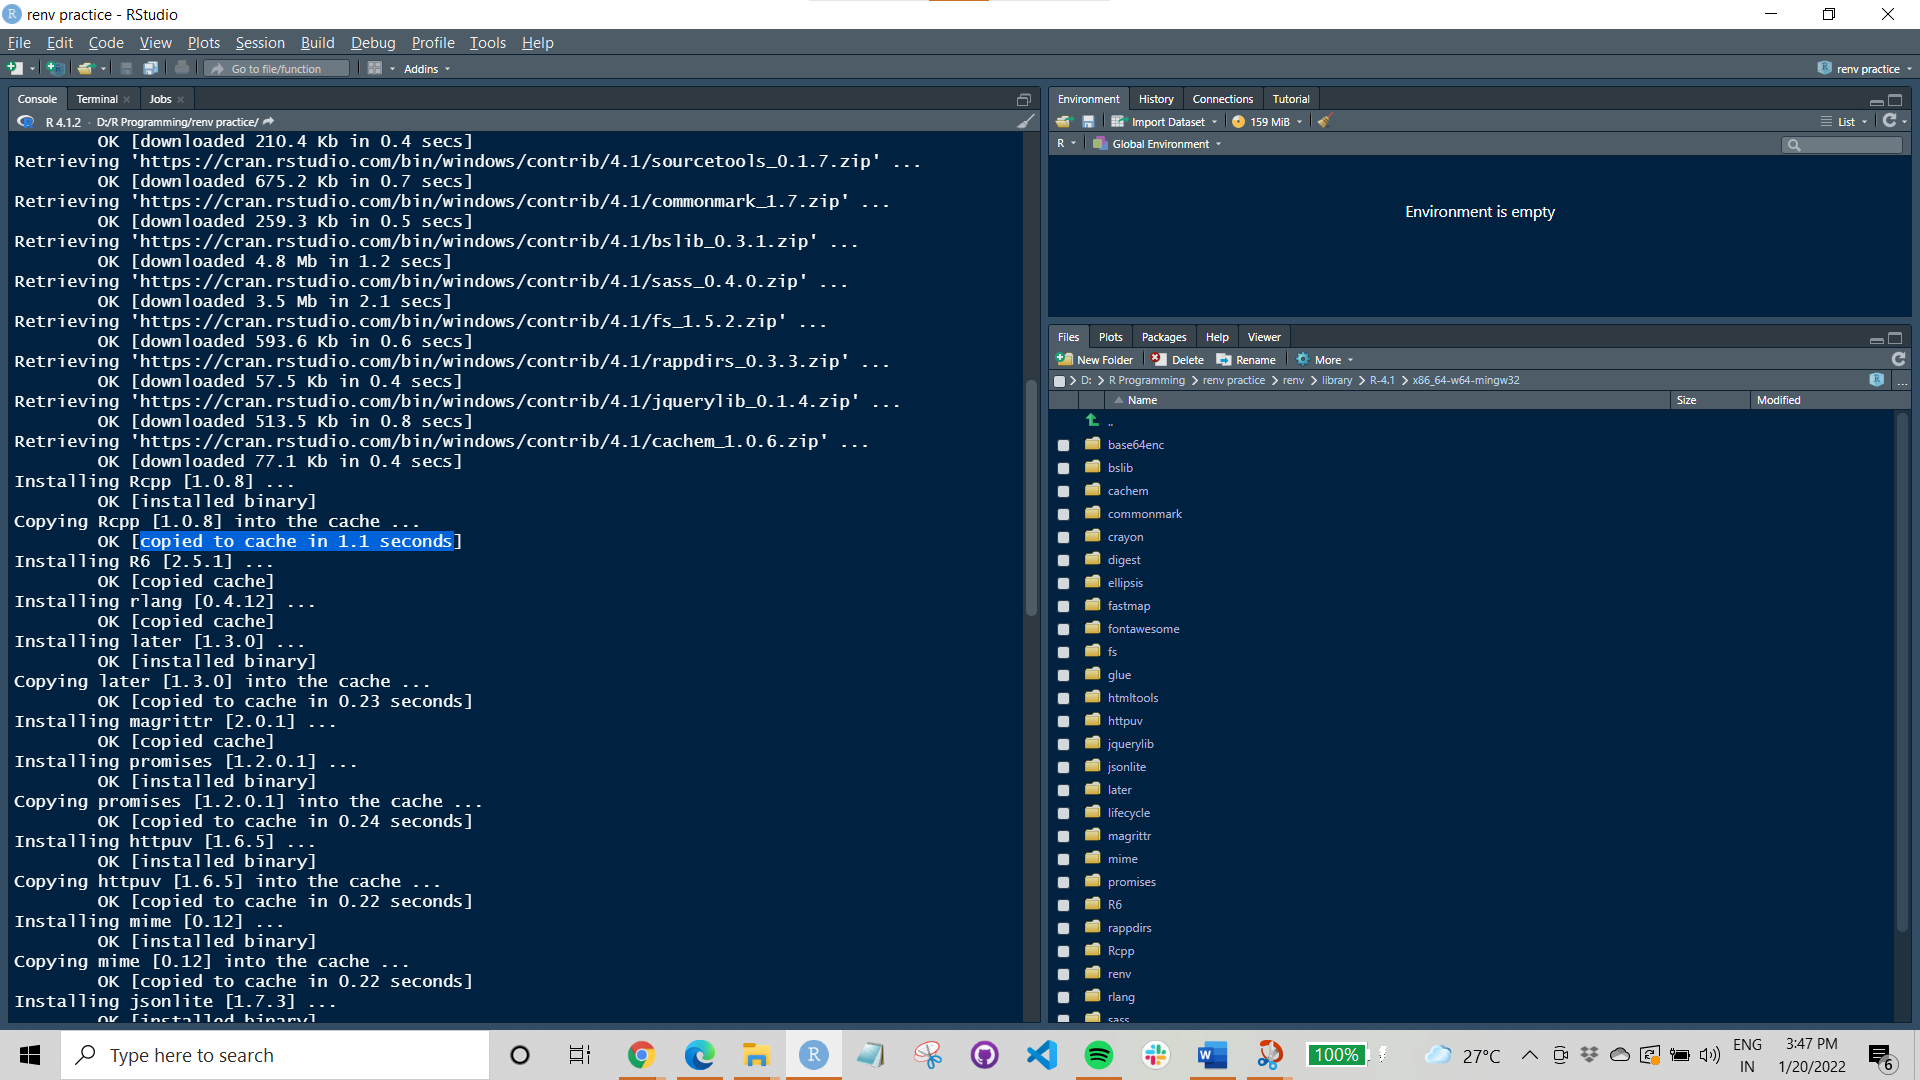 renv practice - RStudio
File Edit Code View Plots Session Build Debug Profile Tools Help
Go to file/function Addins renv practice
Console Terminal Jobs
R 4.1.2 · D:/R Programming/renv practice/
OK [downloaded 210.4 Kb in 0.4 secs]
Retrieving 'https://cran.rstudio.com/bin/windows/contrib/4.1/sourcetools_0.1.7.zip' ...
OK [downloaded 675.2 Kb in 0.7 secs]
Retrieving 'https://cran.rstudio.com/bin/windows/contrib/4.1/commonmark_1.7.zip' ...
OK [downloaded 259.3 Kb in 0.5 secs]
Retrieving 'https://cran.rstudio.com/bin/windows/contrib/4.1/bslib_0.3.1.zip' ...
OK [downloaded 4.8 Mb in 1.2 secs]
Retrieving 'https://cran.rstudio.com/bin/windows/contrib/4.1/sass_0.4.0.zip' ...
OK [downloaded 3.5 Mb in 2.1 secs]
Retrieving 'https://cran.rstudio.com/bin/windows/contrib/4.1/fs_1.5.2.zip' ...
OK [downloaded 593.6 Kb in 0.6 secs]
Retrieving 'https://cran.rstudio.com/bin/windows/contrib/4.1/rappdirs_0.3.3.zip' ...
OK [downloaded 57.5 Kb in 0.4 secs]
Retrieving 'https://cran.rstudio.com/bin/windows/contrib/4.1/jquerylib_0.1.4.zip' ...
OK [downloaded 513.5 Kb in 0.8 secs]
Retrieving 'https://cran.rstudio.com/bin/windows/contrib/4.1/cachem_1.0.6.zip' ...
OK [downloaded 77.1 Kb in 0.4 secs]
Installing Rcpp [1.0.8] ...
OK [installed binary]
Copying Rcpp [1.0.8] into the cache ...
OK [copied to cache in 1.1 seconds]
Installing R6 [2.5.1] ...
OK [copied cache]
Installing rlang [0.4.12] ...
OK [copied cache]
Installing later [1.3.0] ...
OK [installed binary]
Copying later [1.3.0] into the cache ...
OK [copied to cache in 0.23 seconds]
Installing magrittr [2.0.1] ...
OK [copied cache]
Installing promises [1.2.0.1] ...
OK [installed binary]
Copying promises [1.2.0.1] into the cache ...
OK [copied to cache in 0.24 seconds]
Installing httpuv [1.6.5] ...
OK [installed binary]
Copying httpuv [1.6.5] into the cache ...
OK [copied to cache in 0.22 seconds]
Installing mime [0.12] ...
OK [installed binary]
Copying mime [0.12] into the cache ...
OK [copied to cache in 0.22 seconds]
Installing jsonlite [1.7.3] ...
OK [installed binary]
Environment History Connections Tutorial
Import Dataset 159 MiB List
R Global Environment
Environment is empty
Files Plots Packages Help Viewer
New Folder Delete Rename More
D: R Programming renv practice renv library R-4.1 x86_64-w64-mingw32 ...
Name Size Modified
..
base64enc
bslib
cachem
commonmark
crayon
digest
ellipsis
fastmap
fontawesome
fs
glue
htmltools
httpuv
jquerylib
jsonlite
later
lifecycle
magrittr
mime
promises
R6
rappdirs
Rcpp
renv
rlang
sass
Type here to search
100%
27°C
ENG
IN
3:47 PM
1/20/2022
6